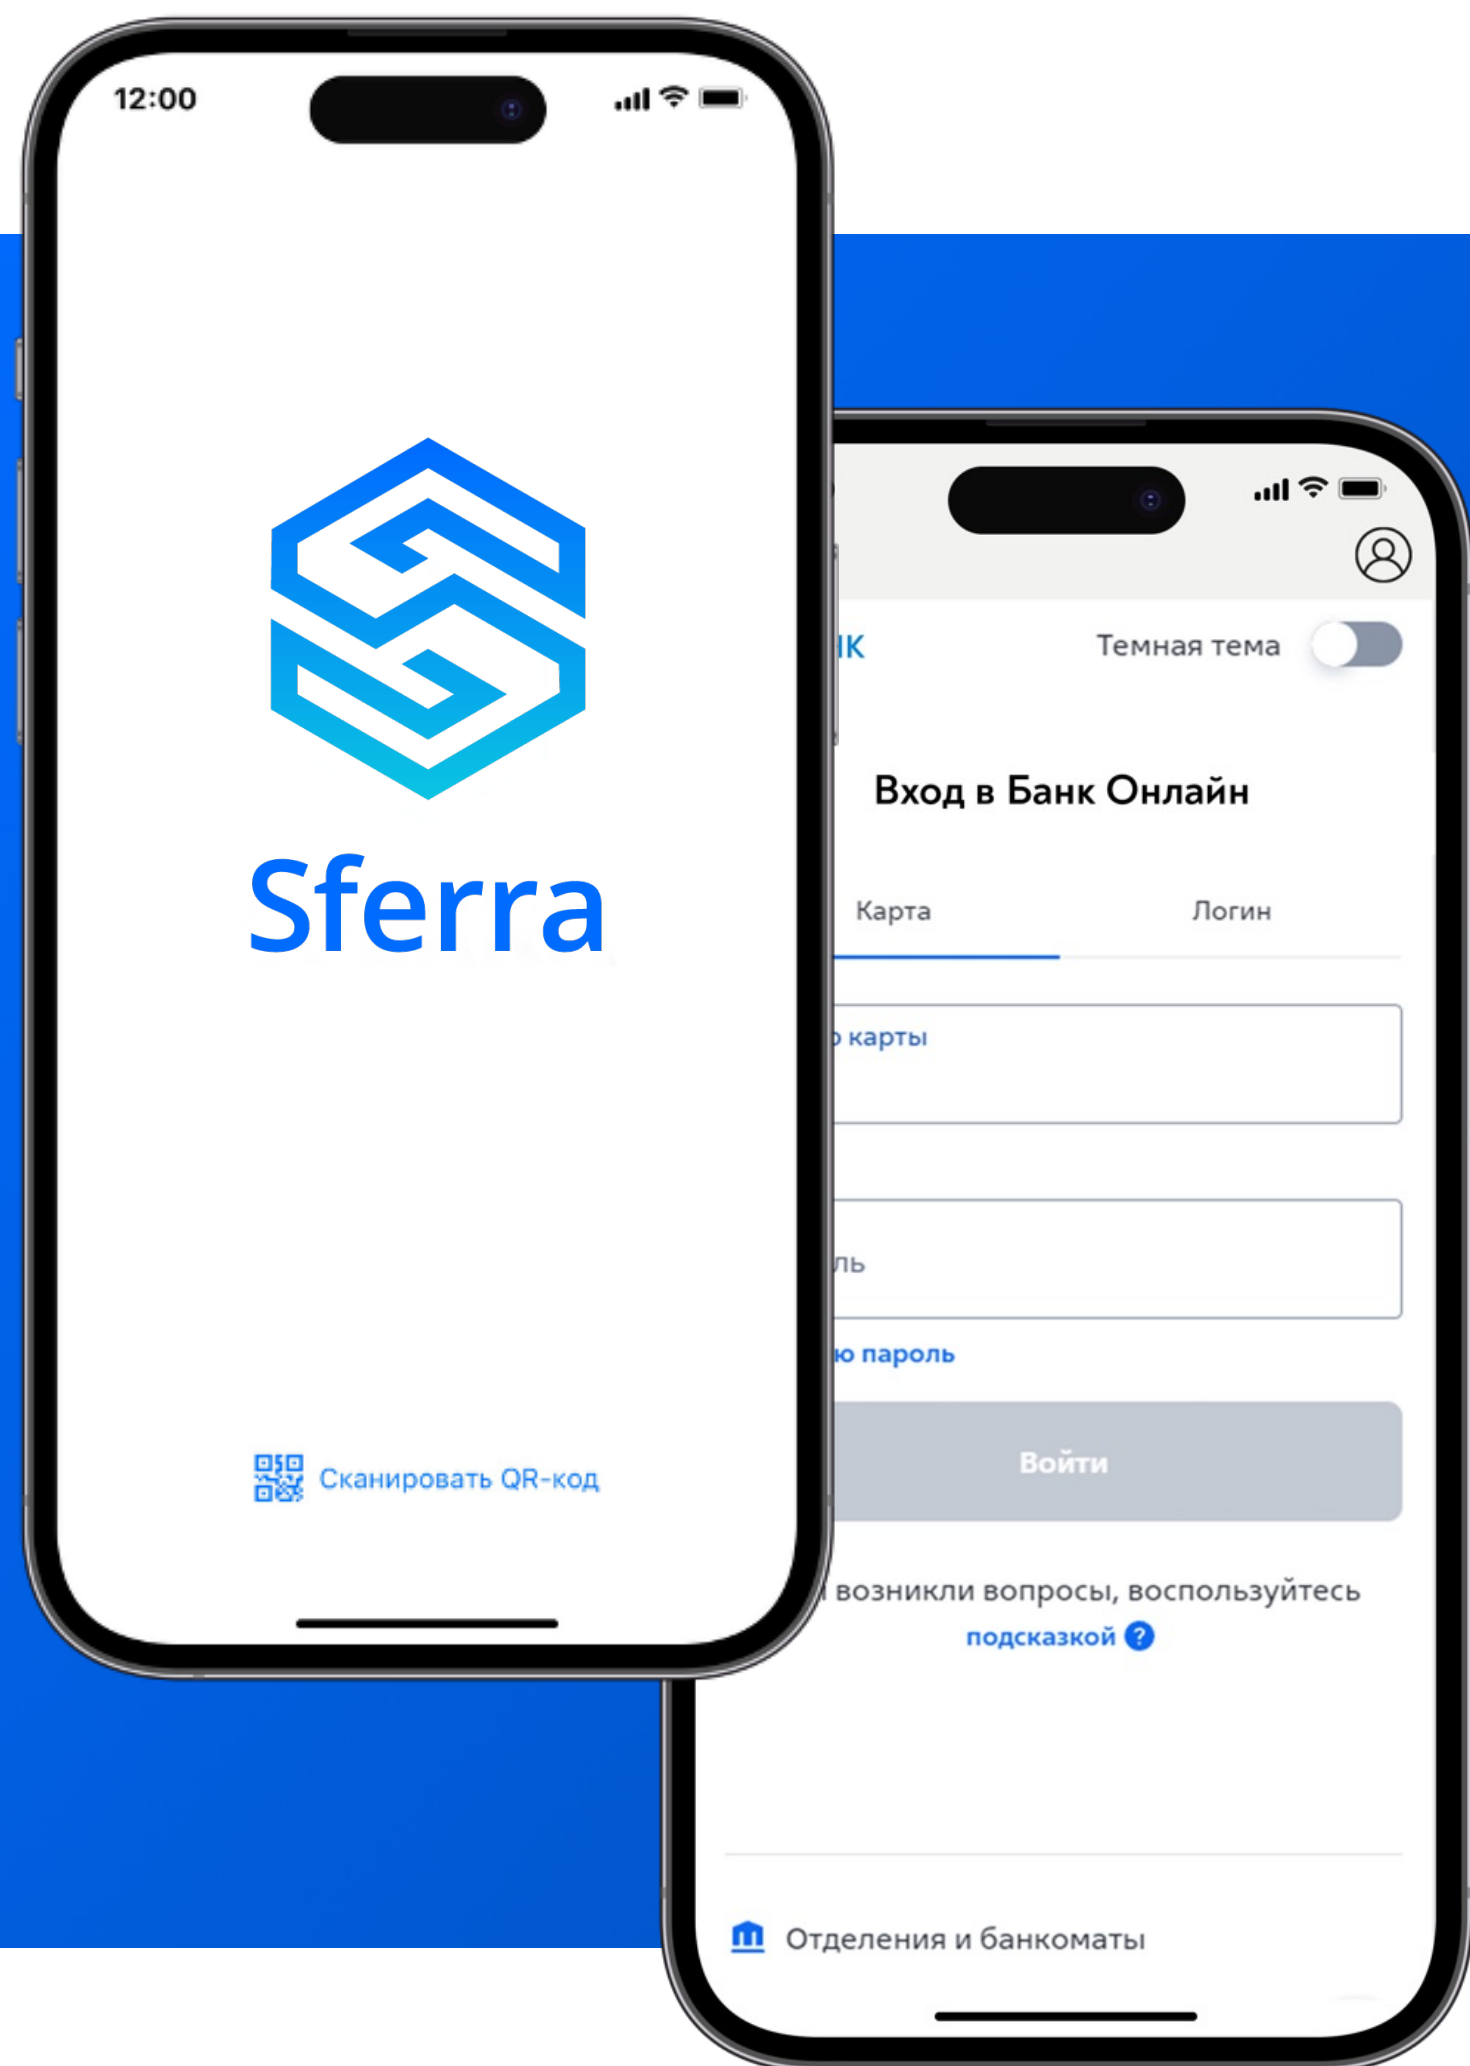 12:00
Sferra
Сканировать QR-код
Темная тема
Вход в Банк Онлайн
Карта
Логин
карты
пароль
Войти
возникли вопросы, воспользуйтесь
подсказкой ?
Отделения и банкоматы